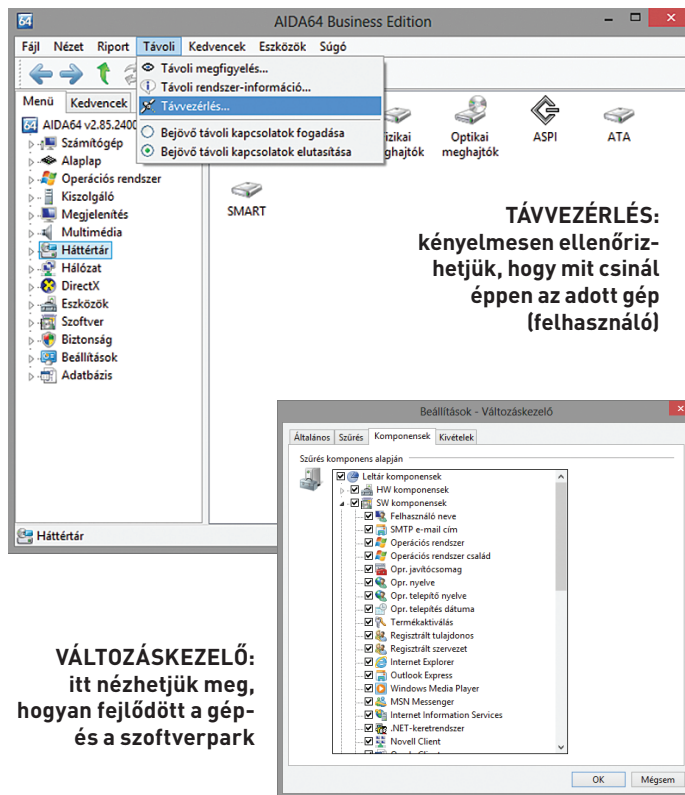 64
AIDA64 Business Edition
Fájl Nézet Riport Távoli Kedvencek Eszközök Súgó
Távoli megfigyelés...
Távoli rendszer-információ...
Távvezérlés...
Bejövő távoli kapcsolatok fogadása
Bejövő távoli kapcsolatok elutasítása
Menü Kedvencek
64 AIDA64 v2.85.2400
Számítógép
Alaplap
Operációs rendszer
Kiszolgáló
Megjelenítés
Multimédia
Háttértár
Hálózat
DirectX
Eszközök
Szoftver
Biztonság
Beállítások
Adatbázis
izikai
ghajtók
Optikai
meghajtók
ASPI
ATA
SMART
Háttértár
TÁVVEZÉRLÉS:
kényelmesen ellenőriz-
hetjük, hogy mit csinál
éppen az adott gép
(felhasználó)
Beállítások - Változáskezelő
Általános Szűrés Komponensek Kivételek
Szűrés komponens alapján
Leltár komponensek
HW komponensek
SW komponensek
Felhasználó neve
SMTP e-mail cím
Operációs rendszer
Operációs rendszer család
Opr. javítócsomag
Opr. nyelve
Opr. telepítő nyelve
Opr. telepítés dátuma
Termékaktiválás
Regisztrált tulajdonos
Regisztrált szervezet
Internet Explorer
Outlook Express
Windows Media Player
MSN Messenger
Internet Information Services
.NET-keretrendszer
Novell Client
OK Mégsem
VÁLTOZÁSKEZELŐ:
itt nézhetjük meg,
hogyan fejlődött a gép-
és a szoftverpark